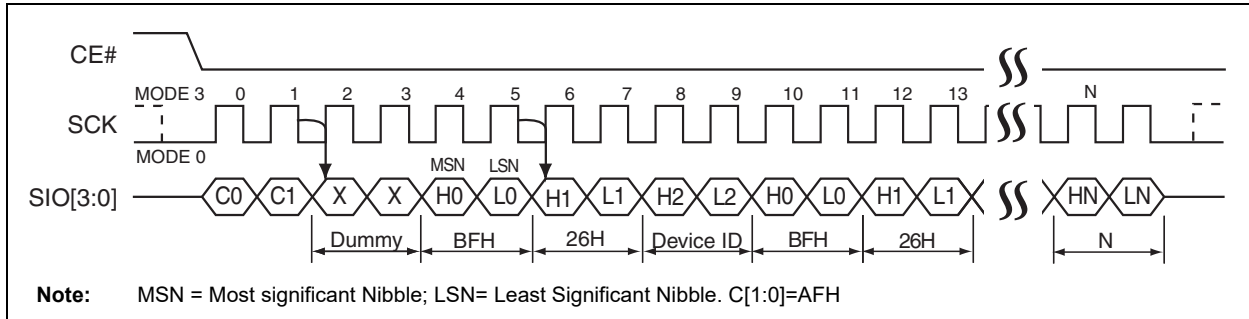 CE#
MODE 3 0 1 2 3 4 5 6 7 8 9 10 11 12 13 N
SCK
MODE 0
MSN LSN
SIO[3:0] C0 C1 X X H0 L0 H1 L1 H2 L2 H0 L0 H1 L1 HN LN
Dummy BFH 26H Device ID BFH 26H N
Note: MSN = Most significant Nibble; LSN= Least Significant Nibble. C[1:0]=AFH